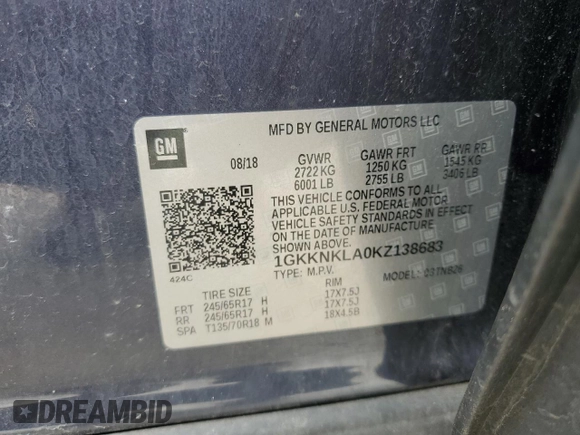 MFD BY GENERAL MOTORS LLC
GM
08/18 GVWR GAWR FRT GAWR RR
2722 KG 1250 KG 1545 KG
6001 LB 2755 LB 3406 LB
THIS VEHICLE CONFORMS TO ALL
APPLICABLE U.S. FEDERAL MOTOR
VEHICLE SAFETY STANDARDS IN EFFECT
ON THE DATE OF MANUFACTURE
SHOWN ABOVE.
1GKKNKLA0KZ138683
424C
TYPE: M.P.V. MODEL:
TIRE SIZE RIM
FRT 245/65R17 H 17X7.5J
RR 245/65R17 H 17X7.5J
SPA T135/70R18 M 18X4.5B
DREAMBID